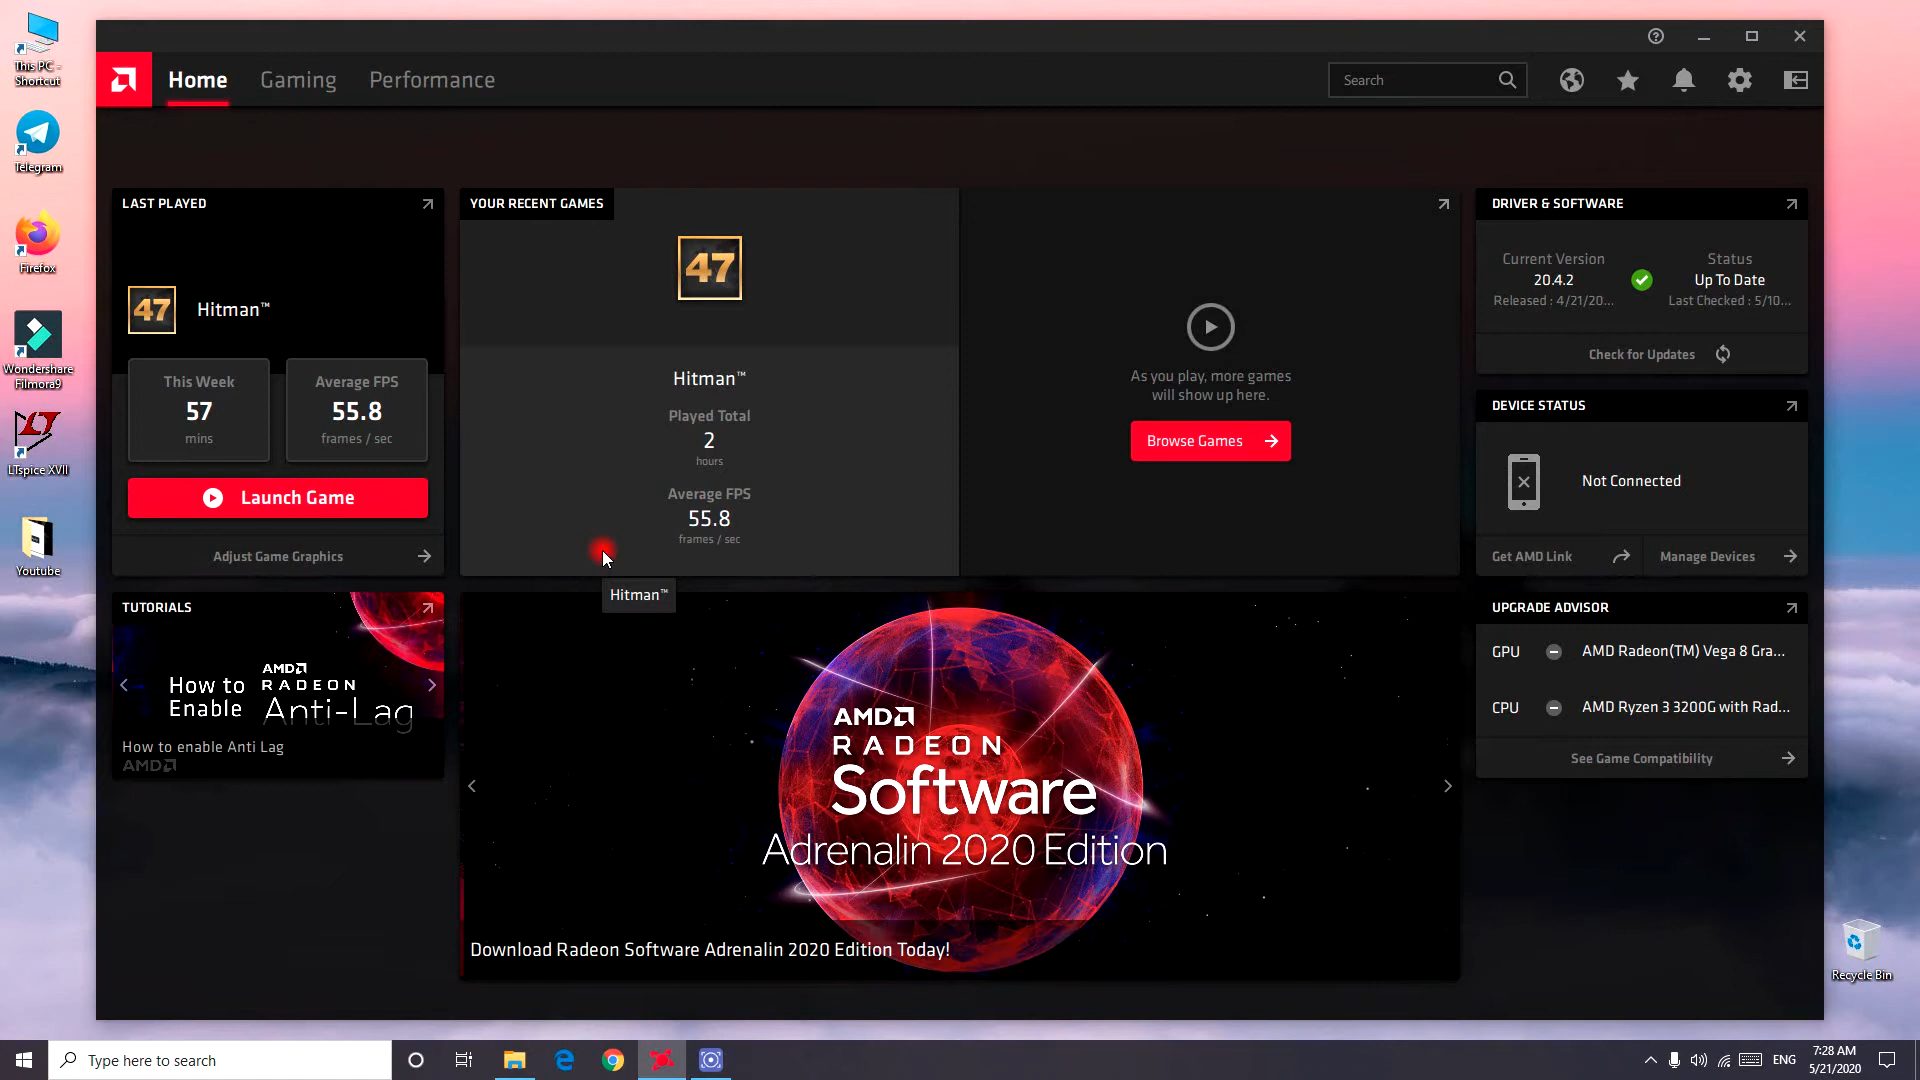 This PC -
Shortcut
Telegram
Firefox
Wondershare
Filmora9
LTspice XVII
Youtube
Home
Gaming
Performance
Search
LAST PLAYED
47
Hitman™
This Week
57
mins
Average FPS
55.8
frames / sec
Launch Game
Adjust Game Graphics
YOUR RECENT GAMES
47
Hitman™
Played Total
2
hours
Average FPS
55.8
frames / sec
Hitman™
As you play, more games
will show up here.
Browse Games
DRIVER & SOFTWARE
Current Version
20.4.2
Released : 4/21/20...
Status
Up To Date
Last Checked : 5/10...
Check for Updates
DEVICE STATUS
Not Connected
Get AMD Link
Manage Devices
TUTORIALS
How to
Enable
AMD
RADEON
Anti-Lag
How to enable Anti Lag
AMD
AMD
RADEON
Software
Adrenalin 2020 Edition
Download Radeon Software Adrenalin 2020 Edition Today!
UPGRADE ADVISOR
GPU
AMD Radeon(TM) Vega 8 Gra...
CPU
AMD Ryzen 3 3200G with Rad...
See Game Compatibility
Recycle Bin
Type here to search
ENG
7:28 AM
5/21/2020